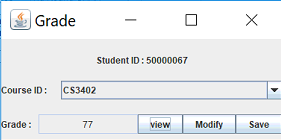 Grade
Student ID : 50000067
Course ID : CS3402
Grade : 77 view Modify Save